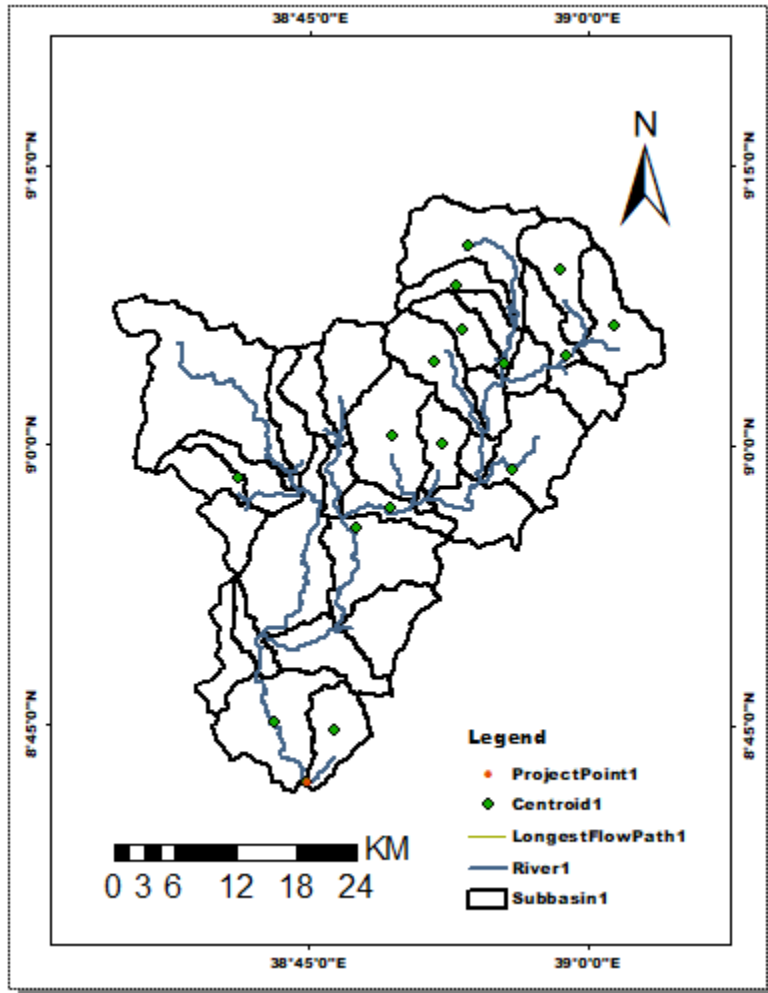 38°45'0"E 39°0'0"E
N
9°15'0"N 9°15'0"N
9°0'0"N 9°0'0"N
8°45'0"N 8°45'0"N
Legend
ProjectPoint1
Centroid1
LongestFlowPath1
River1
Subbasin1
KM
0 3 6 12 18 24
38°45'0"E 39°0'0"E